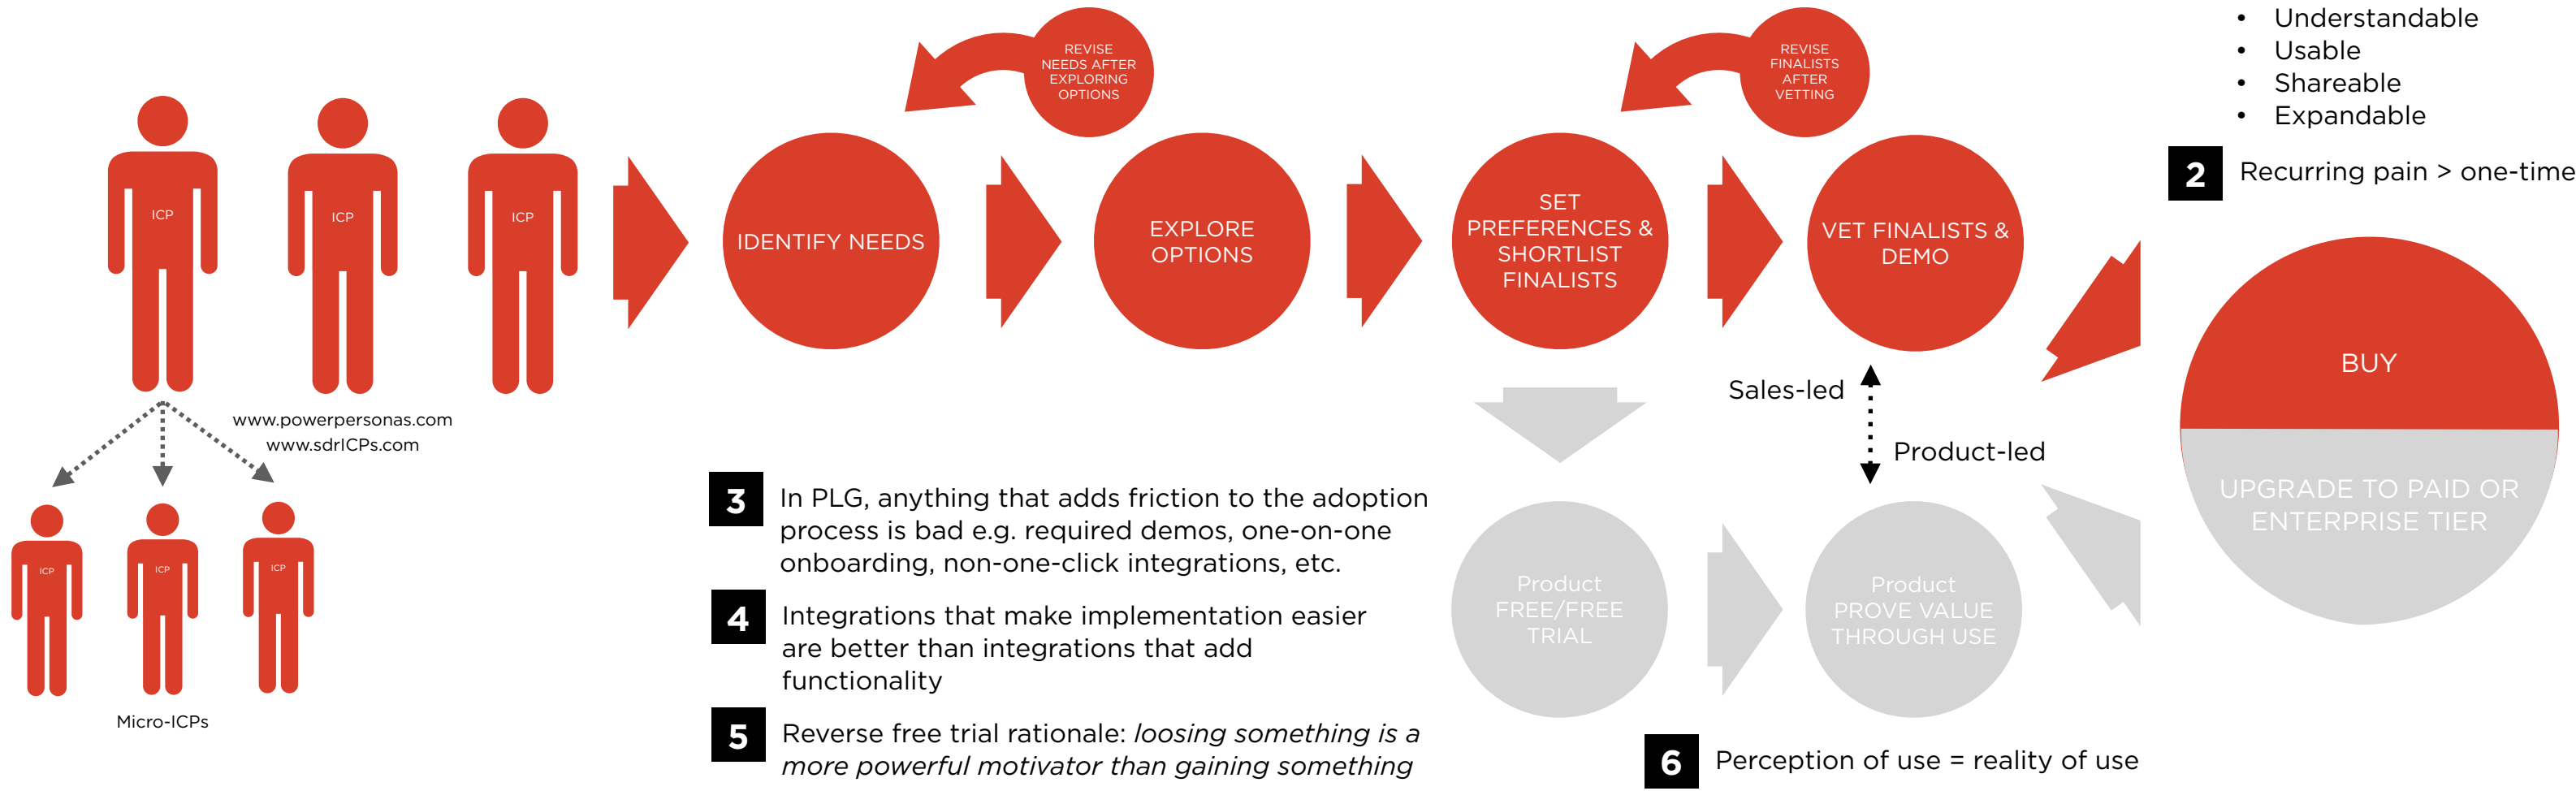 ICP
ICP
ICP
www.powerpersonas.com
www.sdrICPs.com
ICP
ICP
ICP
Micro-ICPs
REVISE
NEEDS AFTER
EXPLORING
OPTIONS
IDENTIFY NEEDS
EXPLORE
OPTIONS
REVISE
FINALISTS
AFTER
VETTING
SET
PREFERENCES &
SHORTLIST
FINALISTS
VET FINALISTS &
DEMO
• Understandable
• Usable
• Shareable
• Expandable
2 Recurring pain > one-time
BUY
UPGRADE TO PAID OR
ENTERPRISE TIER
Sales-led
Product-led
3 In PLG, anything that adds friction to the adoption
process is bad e.g. required demos, one-on-one
onboarding, non-one-click integrations, etc.
4 Integrations that make implementation easier
are better than integrations that add
functionality
5 Reverse free trial rationale: loosing something is a
more powerful motivator than gaining something
Product
FREE/FREE
TRIAL
Product
PROVE VALUE
THROUGH USE
6 Perception of use = reality of use